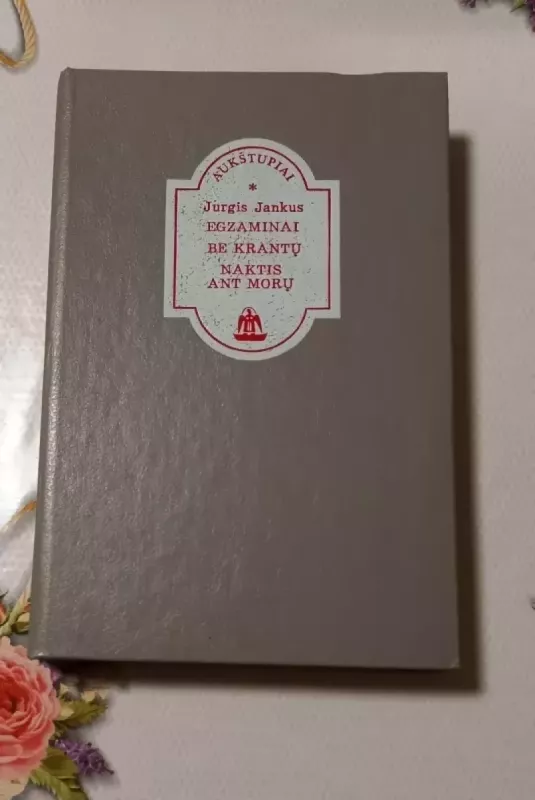 AUKŠTUPIAI
*
Jurgis Jankus
EGZAMINAI
BE KRANTŲ
NAKTIS
ANT MORŲ